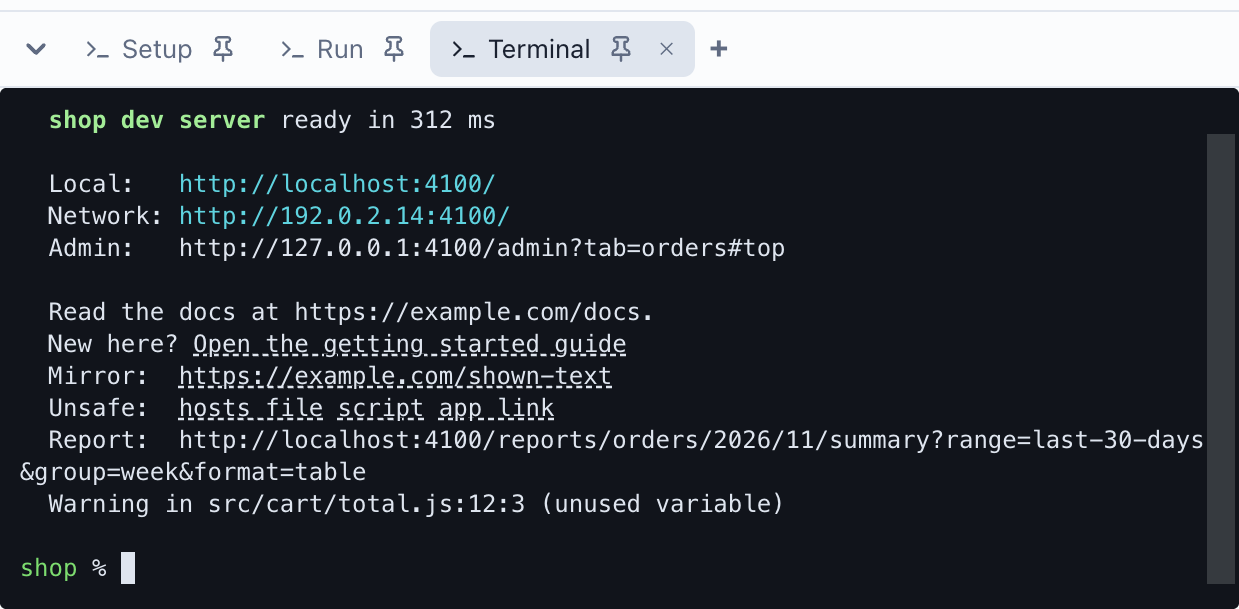 >_ Setup >_ Run >_ Terminal × +
shop dev server ready in 312 ms
Local: http://localhost:4100/
Network: http://192.0.2.14:4100/
Admin: http://127.0.0.1:4100/admin?tab=orders#top
Read the docs at https://example.com/docs.
New here? Open the getting started guide
Mirror: https://example.com/shown-text
Unsafe: hosts file script app link
Report: http://localhost:4100/reports/orders/2026/11/summary?range=last-30-days
&group=week&format=table
Warning in src/cart/total.js:12:3 (unused variable)
shop %